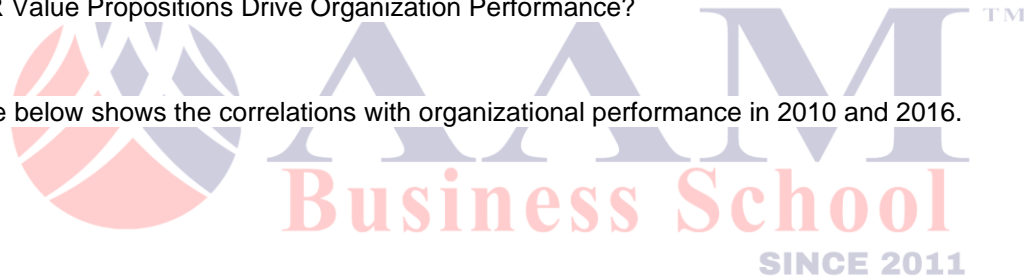 R Value Propositions Drive Organization Performance?
TM
e below shows the correlations with organizational performance in 2010 and 2016.
AAM
Business School
SINCE 2011